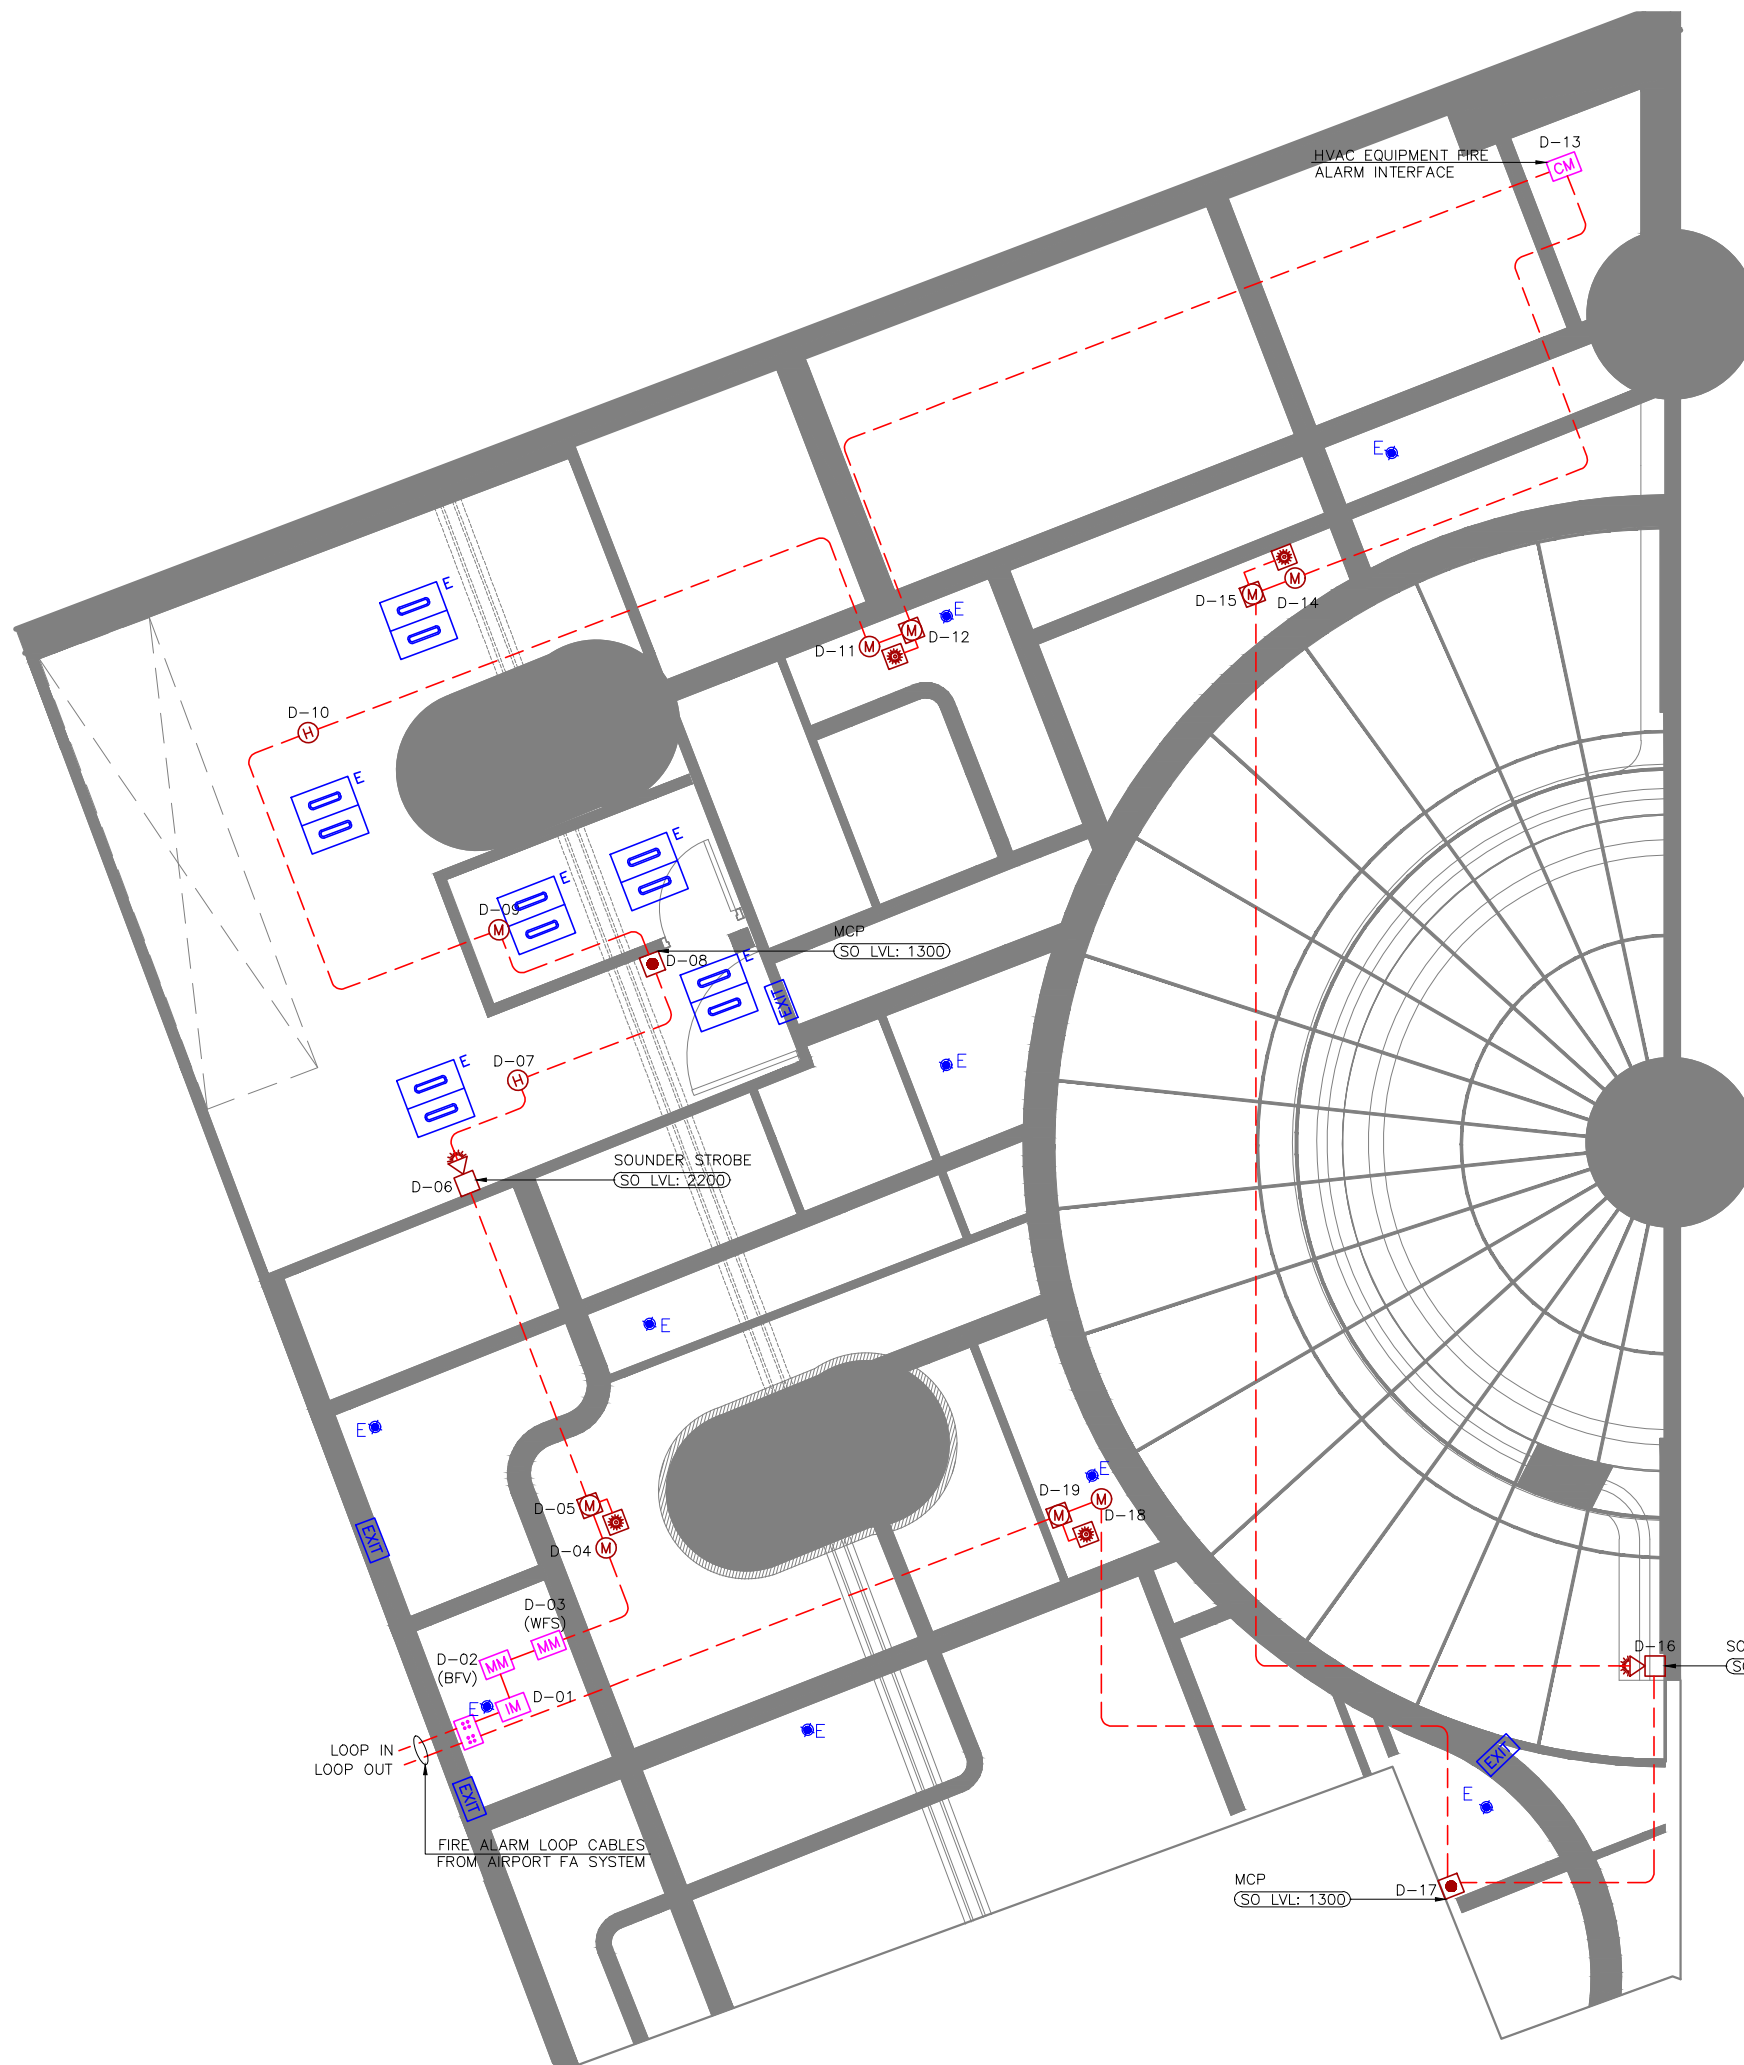 D-13
HVAC EQUIPMENT FIRE
ALARM INTERFACE
CM
E
E
M
M
D-15
D-14
E
M
M
D-11
D-12
D-10
H
E
E
E
D-09
M
MCP
SO LVL: 1300
D-08
E
EXIT
D-07
H
E
E
SOUNDER STROBE
SO LVL: 2200
D-06
E
E
E
D-19
M
M
D-18
D-05
M
D-04
M
EXIT
D-03
(WFS)
MM
D-02
(BFV)
MM
D-01
IM
E
E
D-16
SO
LOOP IN
LOOP OUT
EXIT
EXIT
E
FIRE ALARM LOOP CABLES
FROM AIRPORT FA SYSTEM
MCP
SO LVL: 1300
D-17